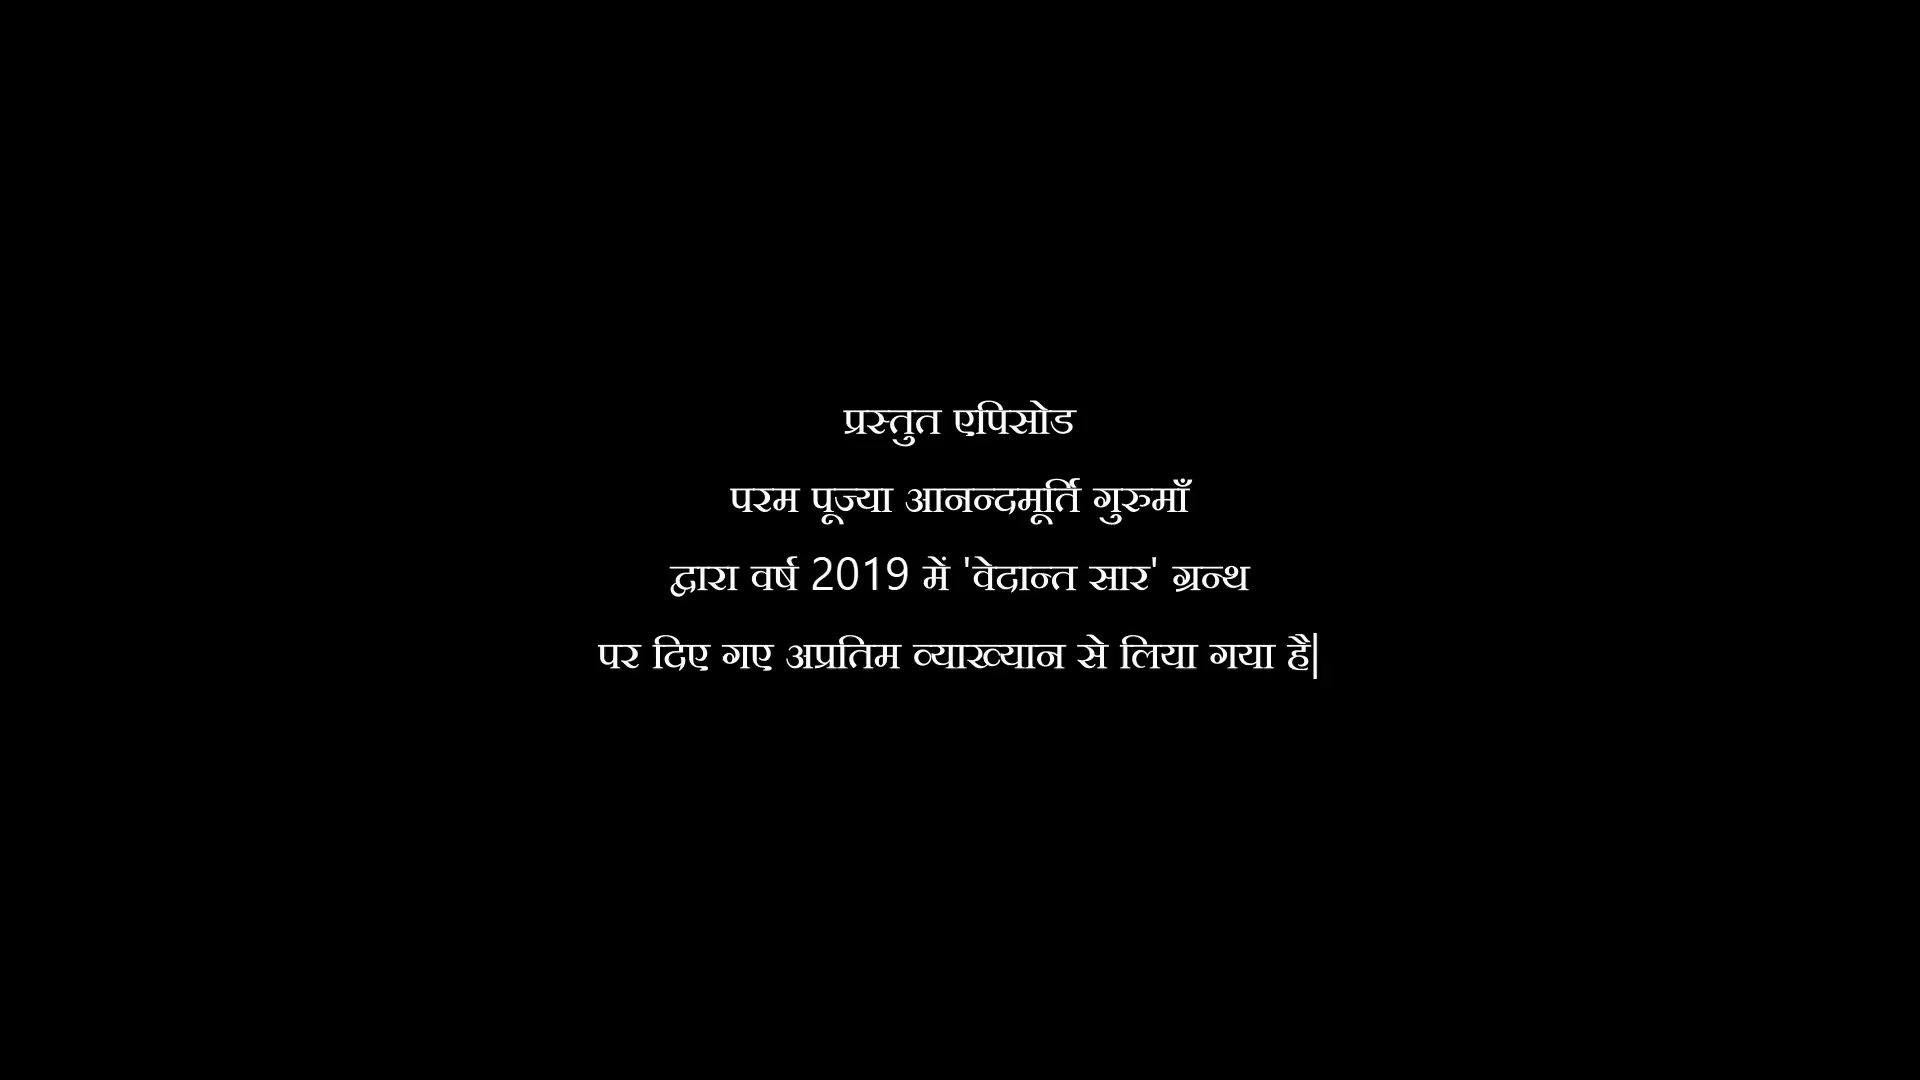 प्रस्तुत एपिसोड
परम पूज्या आनन्दमूर्ति गुरुमाँ
द्वारा वर्ष 2019 में 'वेदान्त सार' ग्रन्थ
पर दिए गए अप्रतिम व्याख्यान से लिया गया है|